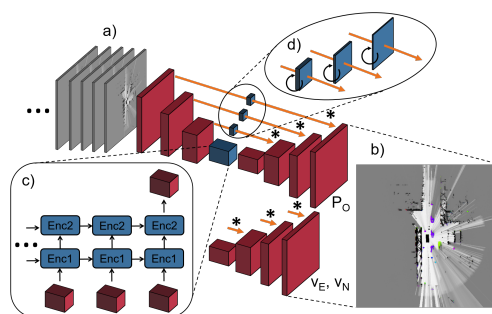 a)
d)
* * *
b)
c)
P_O
* * *
Enc2 Enc2 Enc2
Enc1 Enc1 Enc1
v_E, v_N